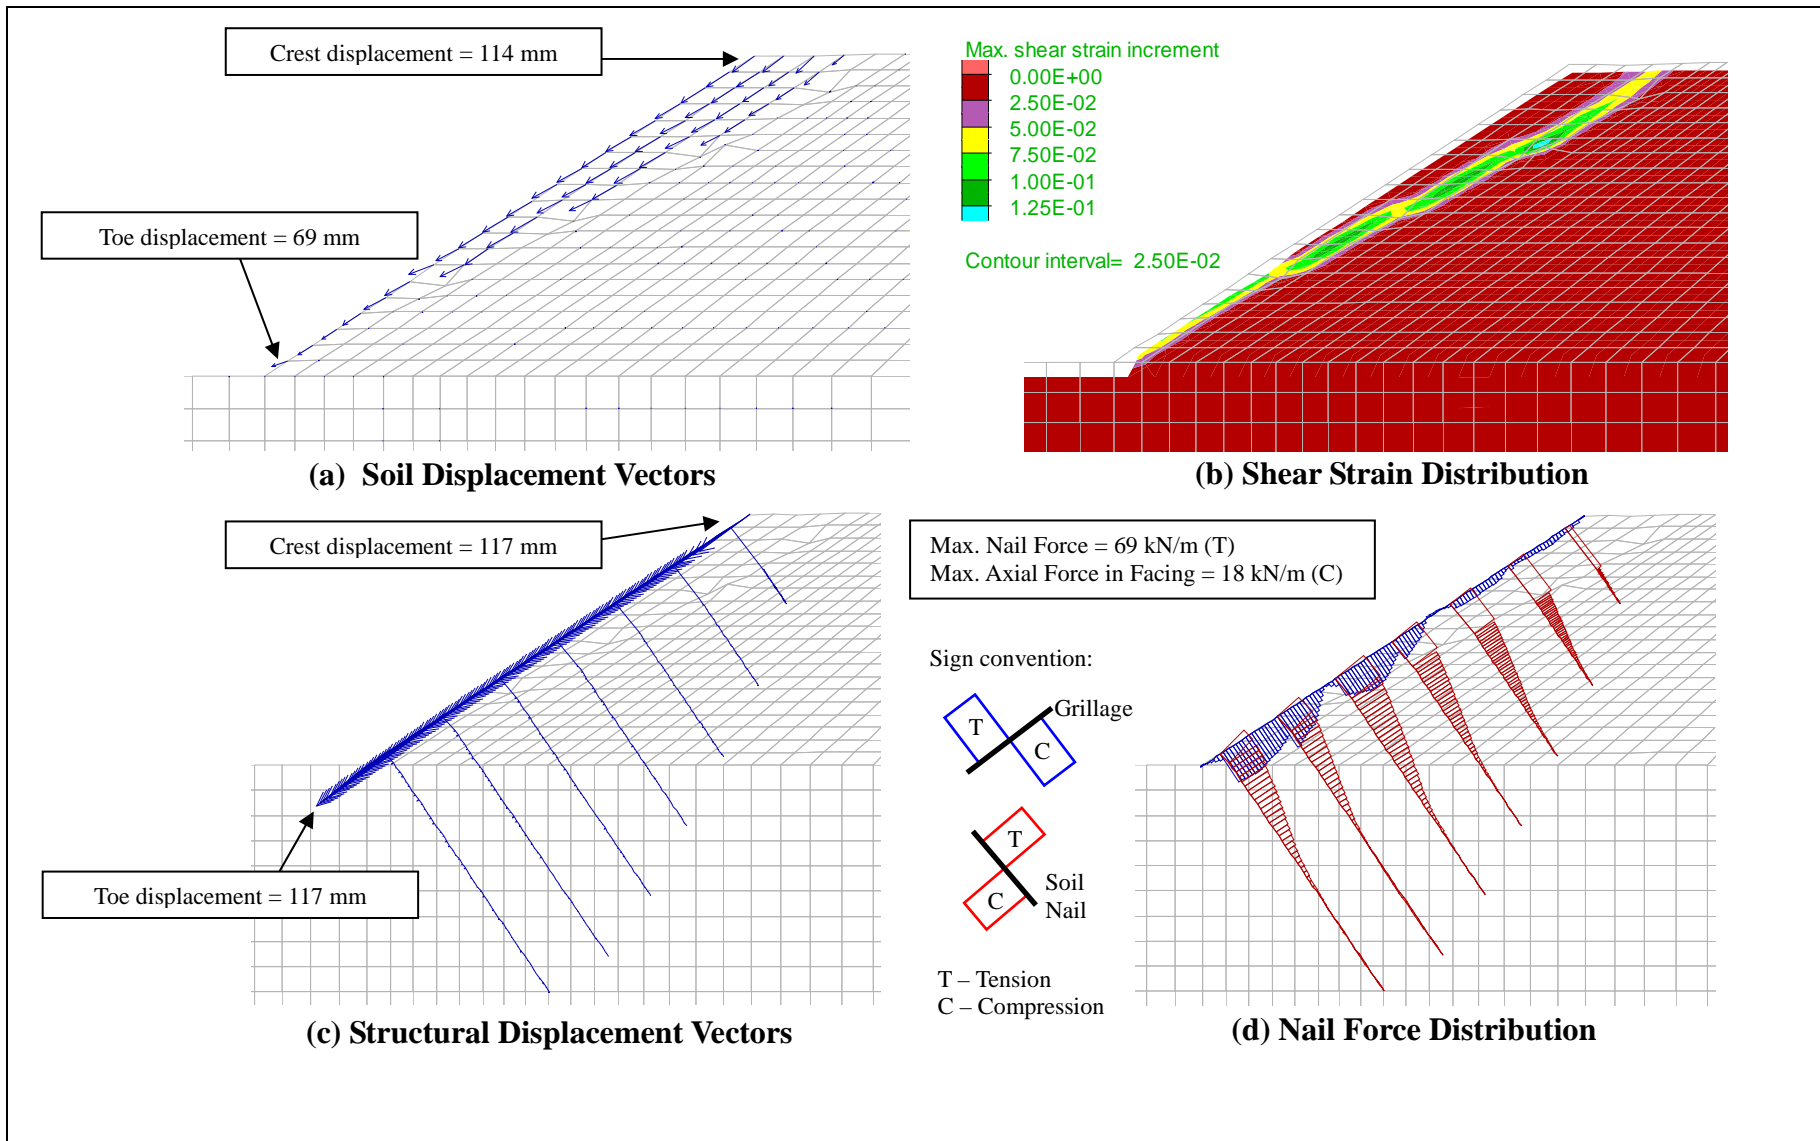 Crest displacement = 114 mm
Toe displacement = 69 mm
(a) Soil Displacement Vectors
Max. shear strain increment
0.00E+00
2.50E-02
5.00E-02
7.50E-02
1.00E-01
1.25E-01
Contour interval= 2.50E-02
(b) Shear Strain Distribution
Crest displacement = 117 mm
Toe displacement = 117 mm
(c) Structural Displacement Vectors
Max. Nail Force = 69 kN/m (T)
Max. Axial Force in Facing = 18 kN/m (C)
Sign convention:
Grillage
T
C
T
C
Soil
Nail
T – Tension
C – Compression
(d) Nail Force Distribution